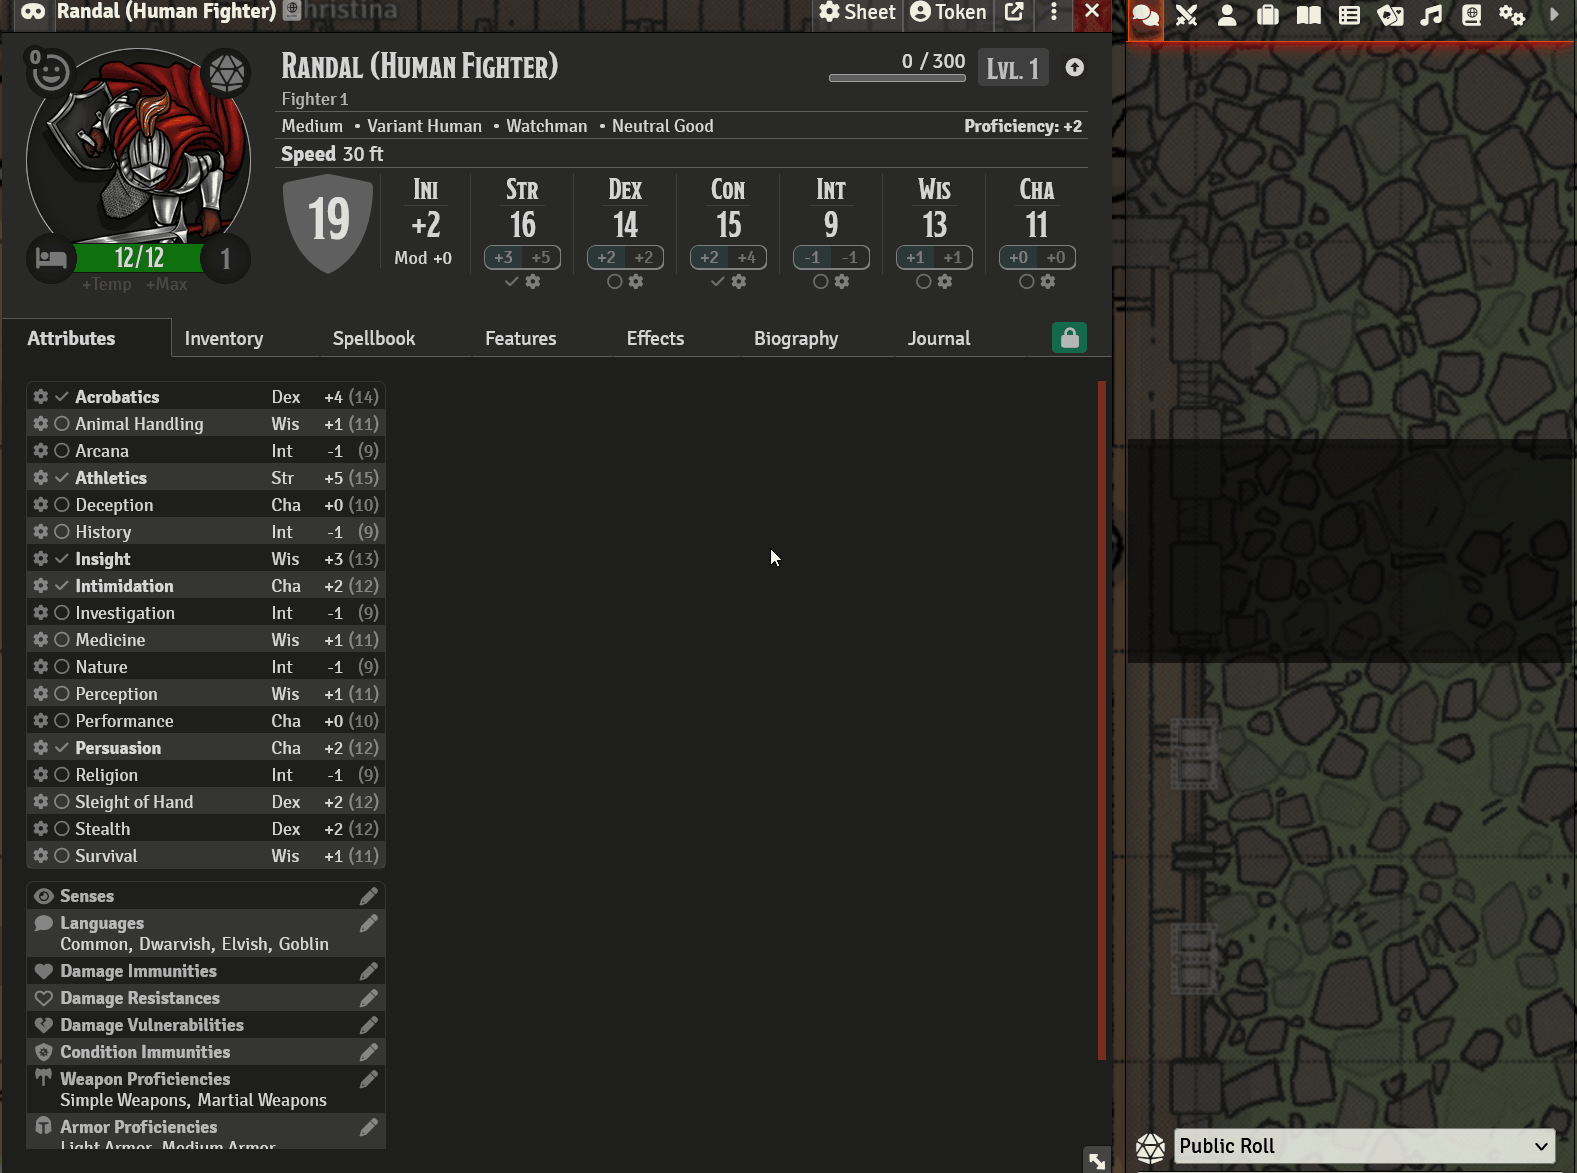 Randal (Human Fighter) hristina
Sheet Token
0
RANDAL (HUMAN FIGHTER)
0 / 300 LVL. 1
Fighter 1
Medium • Variant Human • Watchman • Neutral Good Proficiency: +2
Speed 30 ft
19
INI STR DEX CON INT WIS CHA
+2 16 14 15 9 13 11
Mod +0 +3 +5 +2 +2 +2 +4 -1 -1 +1 +1 +0 +0
12/12 1
+Temp +Max
Attributes Inventory Spellbook Features Effects Biography Journal
Acrobatics Dex +4 (14)
Animal Handling Wis +1 (11)
Arcana Int -1 (9)
Athletics Str +5 (15)
Deception Cha +0 (10)
History Int -1 (9)
Insight Wis +3 (13)
Intimidation Cha +2 (12)
Investigation Int -1 (9)
Medicine Wis +1 (11)
Nature Int -1 (9)
Perception Wis +1 (11)
Performance Cha +0 (10)
Persuasion Cha +2 (12)
Religion Int -1 (9)
Sleight of Hand Dex +2 (12)
Stealth Dex +2 (12)
Survival Wis +1 (11)
Senses
Languages
Common, Dwarvish, Elvish, Goblin
Damage Immunities
Damage Resistances
Damage Vulnerabilities
Condition Immunities
Weapon Proficiencies
Simple Weapons, Martial Weapons
Armor Proficiencies
Light Armor, Medium Armor
Public Roll